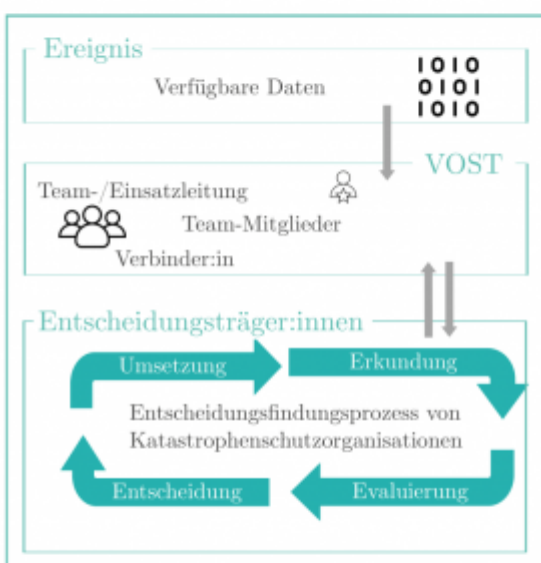 Ereignis
Verfügbare Daten
1010
0101
1010
VOST
Team-/Einsatzleitung
Team-Mitglieder
Verbinder:in
Entscheidungsträger:innen
Umsetzung
Erkundung
Entscheidungsfindungsprozess von
Katastrophenschutzorganisationen
Entscheidung
Evaluierung